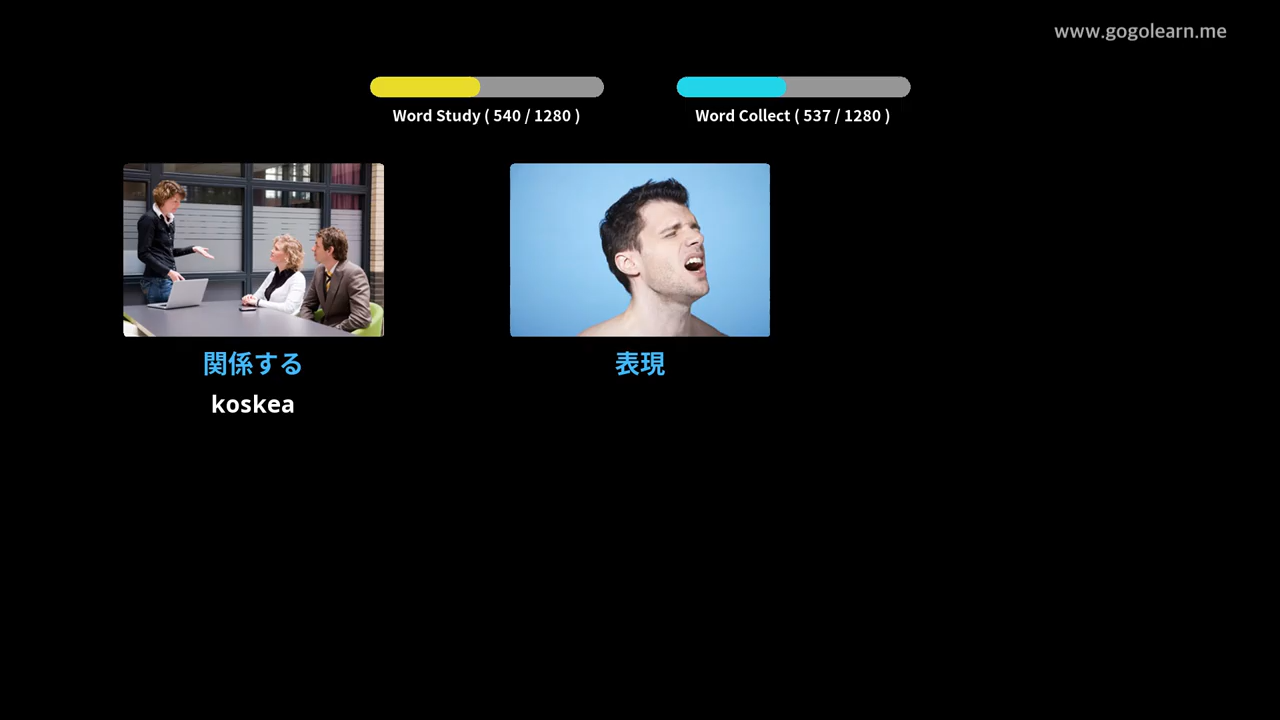 www.gogolearn.me
Word Study ( 540 / 1280 )
Word Collect ( 537 / 1280 )
関係する
表現
koskea